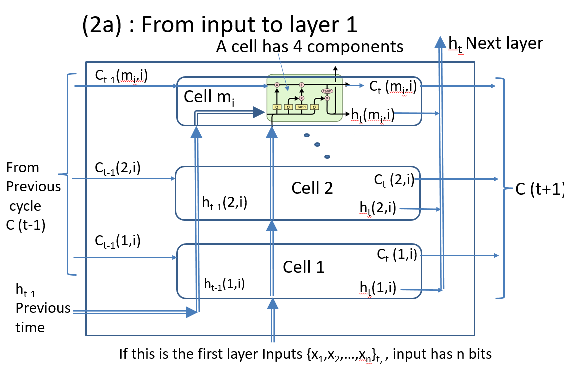 (2a) : From input to layer 1
A cell has 4 components
hₜ Next layer
Cₜ₋₁(mᵢ,i)
Cell mᵢ
Cₜ (mᵢ,i)
hₜ(mᵢ,i)
From
Previous
cycle
C (t-1)
Cₜ₋₁(2,i)
Cell 2
Cₜ (2,i)
hₜ₋₁(2,i)
hₜ(2,i)
C (t+1)
Cₜ₋₁(1,i)
Cell 1
Cₜ (1,i)
hₜ₋₁(1,i)
hₜ(1,i)
hₜ₋₁
Previous
time
If this is the first layer Inputs {x₁,x₂,...,xₙ}ₜ, , input has n bits